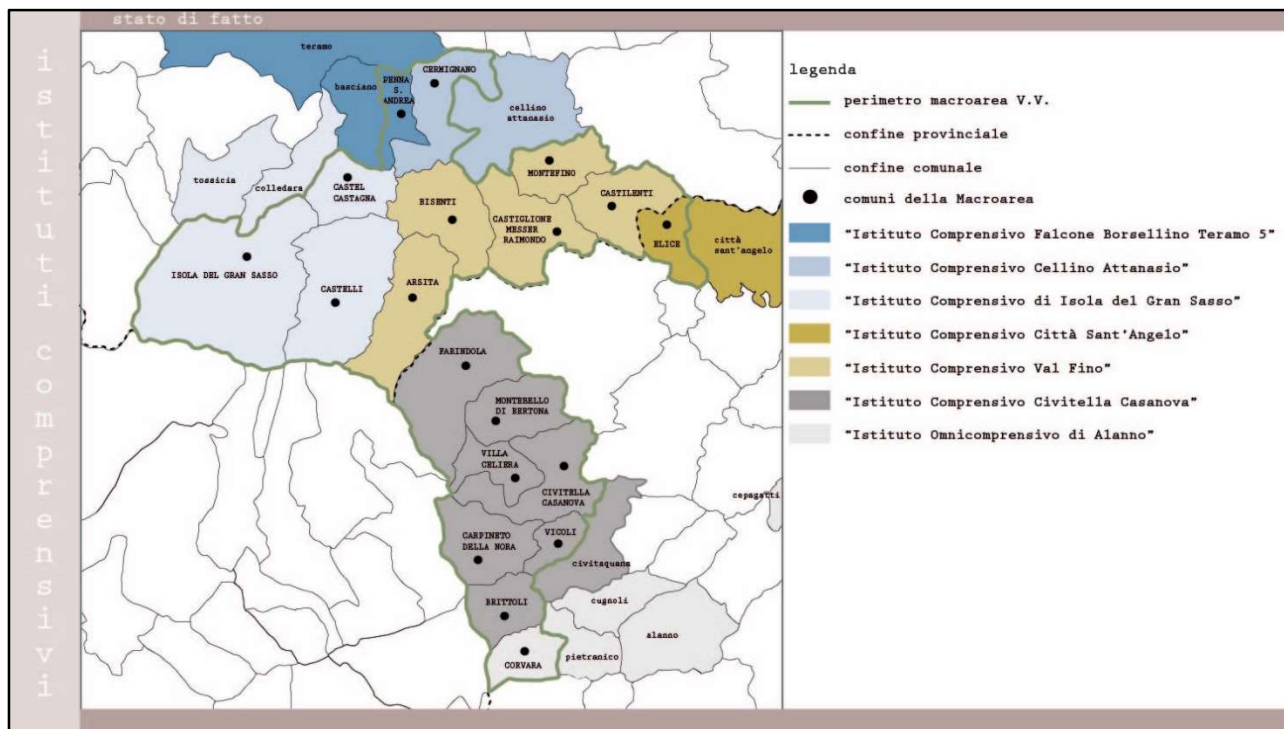 stato di fatto
istituti comprensivi
teramo
basciano
PENNA
S.
ANDREA
CERMIGNANO
cellino
attanasio
tossicia
colledara
CASTEL
CASTAGNA
MONTEFINO
BISENTI
CASTILENTI
CASTIGLIONE
MESSER
RAIMONDO
ELICE
città
sant'angelo
ISOLA DEL GRAN SASSO
CASTELLI
ARSITA
FARINDOLA
MONTEBELLO
DI BERTONA
VILLA
CELIERA
CIVITELLA
CASANOVA
cepagatti
CARPINETO
DELLA NORA
VICOLI
civitaquana
BRITTOLI
cugnoli
alanno
CORVARA
pietranico
legenda
perimetro macroarea V.V.
confine provinciale
confine comunale
comuni della Macroarea
"Istituto Comprensivo Falcone Borsellino Teramo 5"
"Istituto Comprensivo Cellino Attanasio"
"Istituto Comprensivo di Isola del Gran Sasso"
"Istituto Comprensivo Città Sant'Angelo"
"Istituto Comprensivo Val Fino"
"Istituto Comprensivo Civitella Casanova"
"Istituto Omnicomprensivo di Alanno"